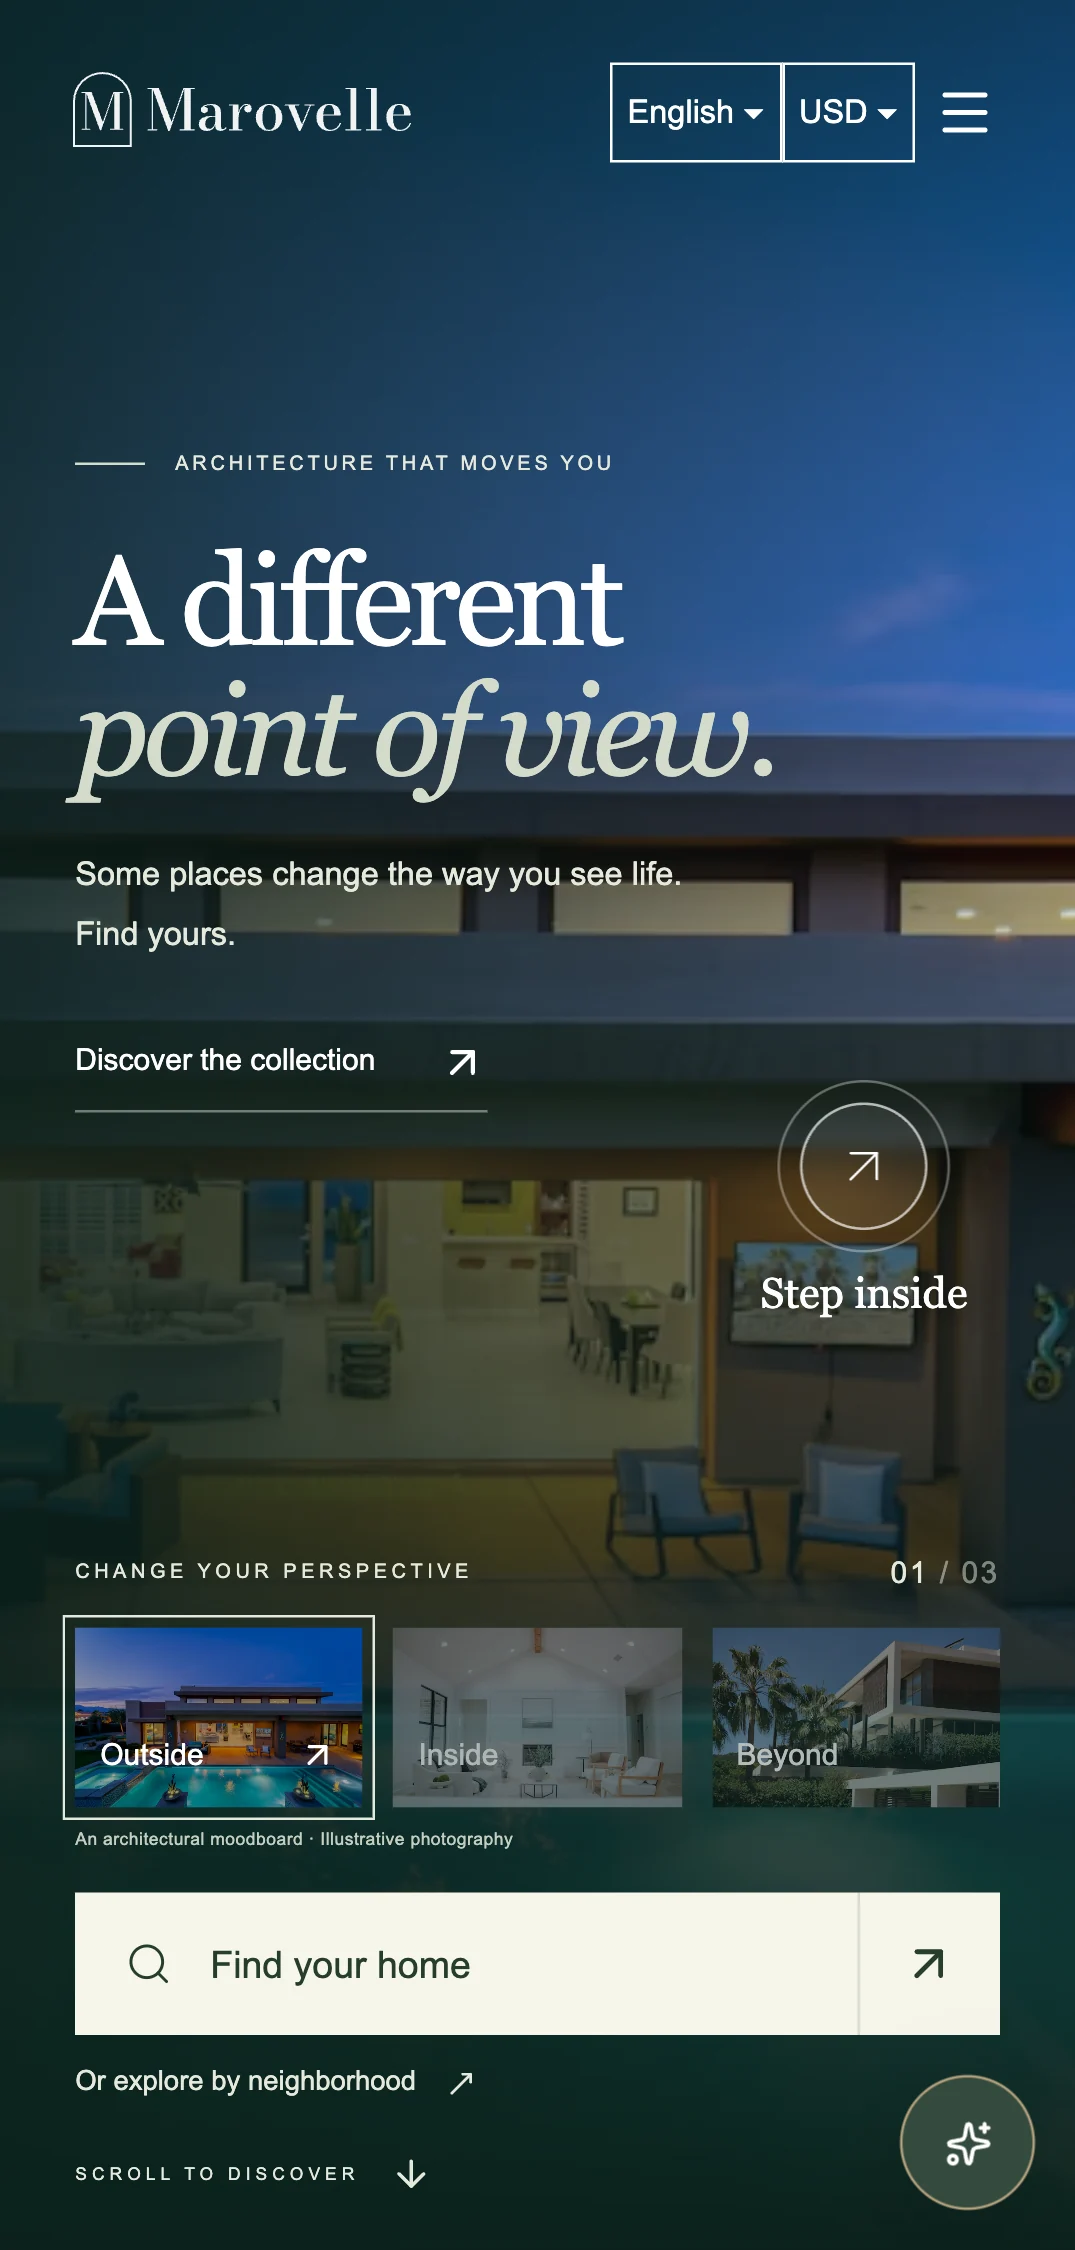 M Marovelle
English USD
ARCHITECTURE THAT MOVES YOU
A different
point of view.
Some places change the way you see life.
Find yours.
Discover the collection
Step inside
CHANGE YOUR PERSPECTIVE
01 / 03
Outside
Inside
Beyond
An architectural moodboard · Illustrative photography
Find your home
Or explore by neighborhood
SCROLL TO DISCOVER